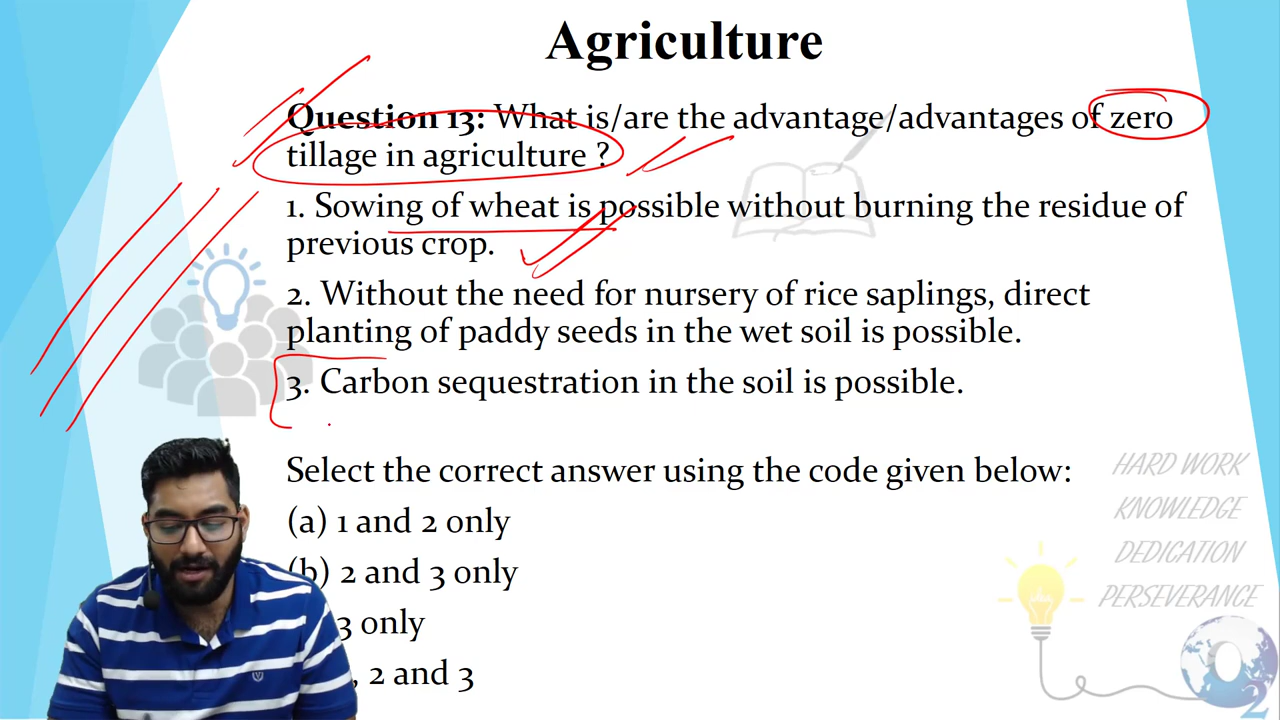 Agriculture
Question 13: What is/are the advantage/advantages of zero
tillage in agriculture ?
1. Sowing of wheat is possible without burning the residue of
previous crop.
2. Without the need for nursery of rice saplings, direct
planting of paddy seeds in the wet soil is possible.
3. Carbon sequestration in the soil is possible.
Select the correct answer using the code given below:
(a) 1 and 2 only
(b) 2 and 3 only
3 only
, 2 and 3
HARD WORK
KNOWLEDGE
DEDICATION
PERSEVERANCE
idea
O2